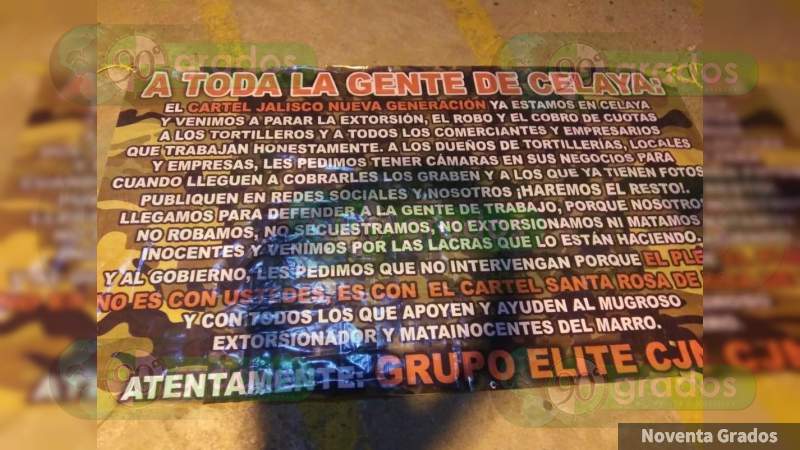 A TODA LA GENTE DE CELAYA:
EL CARTEL JALISCO NUEVA GENERACIÓN YA ESTAMOS EN CELAYA
Y VENIMOS A PARAR LA EXTORSIÓN, EL ROBO Y EL COBRO DE CUOTAS
A LOS TORTILLEROS Y A TODOS LOS COMERCIANTES Y EMPRESARIOS
QUE TRABAJAN HONESTAMENTE. A LOS DUEÑOS DE TORTILLERÍAS, LOCALES
Y EMPRESAS, LES PEDIMOS TENER CÁMARAS EN SUS NEGOCIOS PARA
CUANDO LLEGUEN A COBRARLES LOS GRABEN Y A LOS QUE YA TIENEN FOTOS
PUBLIQUEN EN REDES SOCIALES Y NOSOTROS ¡HAREMOS EL RESTO!.
LLEGAMOS PARA DEFENDER A LA GENTE DE TRABAJO, PORQUE NOSOTRO
NO ROBAMOS, NO SECUESTRAMOS, NO EXTORSIONAMOS NI MATAMOS
INOCENTES Y VENIMOS POR LAS LACRAS QUE LO ESTÁN HACIENDO.
Y AL GOBIERNO, LES PEDIMOS QUE NO INTERVENGAN PORQUE EL PLE
NO ES CON USTEDES, ES CON EL CARTEL SANTA ROSA DE
Y CON TODOS LOS QUE APOYEN Y AYUDEN AL MUGROSO
EXTORSIONADOR Y MATAINOCENTES DEL MARRO.
ATENTAMENTE: GRUPO ELITE CJN
90° grados
90° grados
90° grados
90° grados
Noventa Grados